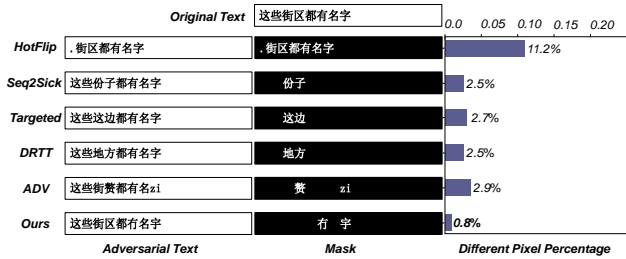 Original Text 这些街区都有名字
0.0 0.05 0.10 0.15 0.20
HotFlip . 街区都有名字 . 街区都有名字 11.2%
Seq2Sick 这些份子都有名字 份子 2.5%
Targeted 这些这边都有名字 这边 2.7%
DRTT 这些地方都有名字 地方 2.5%
ADV 这些街赘都有名zi 赘 zi 2.9%
Ours 这些街区都冇名宇 冇 宇 0.8%
Adversarial Text Mask Different Pixel Percentage